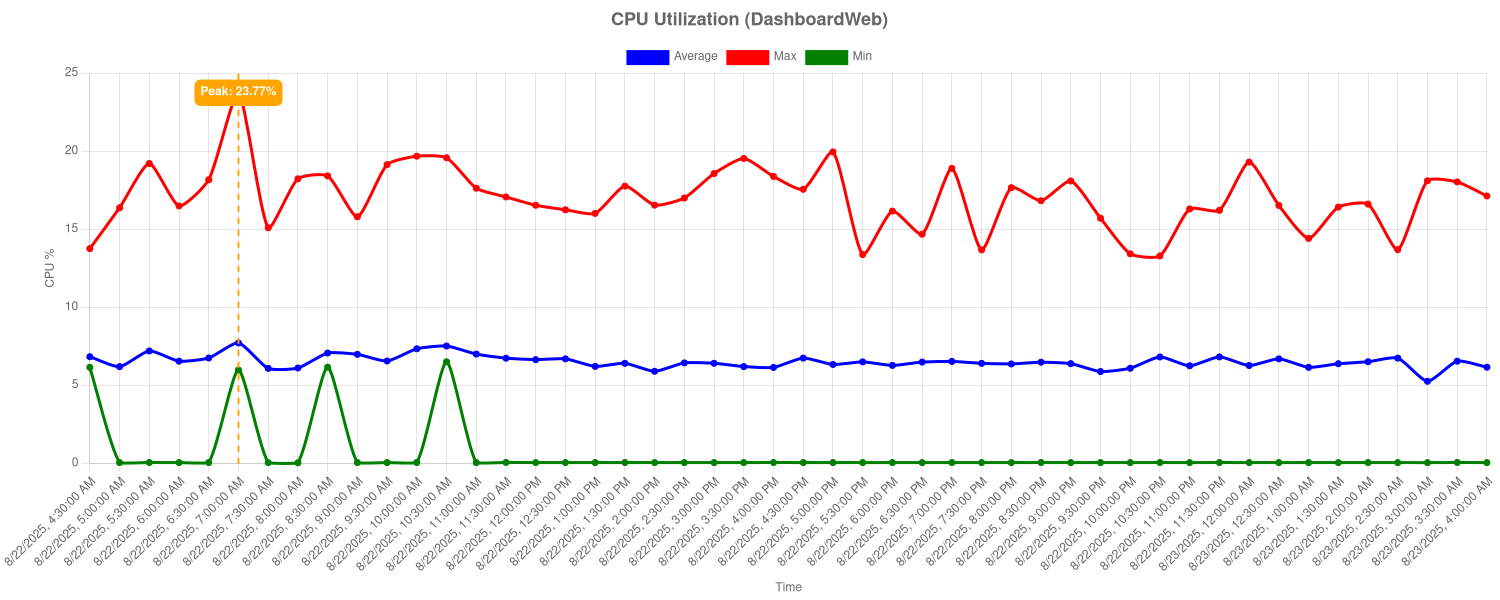 CPU Utilization (DashboardWeb)
Average Max Min
25
Peak: 23.77%
20
15
10
5
0
CPU %
8/22/2025, 4:30:00 AM
8/22/2025, 5:00:00 AM
8/22/2025, 5:30:00 AM
8/22/2025, 6:00:00 AM
8/22/2025, 6:30:00 AM
8/22/2025, 7:00:00 AM
8/22/2025, 7:30:00 AM
8/22/2025, 8:00:00 AM
8/22/2025, 8:30:00 AM
8/22/2025, 9:00:00 AM
8/22/2025, 9:30:00 AM
8/22/2025, 10:00:00 AM
8/22/2025, 10:30:00 AM
8/22/2025, 11:00:00 AM
8/22/2025, 11:30:00 AM
8/22/2025, 12:00:00 PM
8/22/2025, 12:30:00 PM
8/22/2025, 1:00:00 PM
8/22/2025, 1:30:00 PM
8/22/2025, 2:00:00 PM
8/22/2025, 2:30:00 PM
8/22/2025, 3:00:00 PM
8/22/2025, 3:30:00 PM
8/22/2025, 4:00:00 PM
8/22/2025, 4:30:00 PM
8/22/2025, 5:00:00 PM
8/22/2025, 5:30:00 PM
8/22/2025, 6:00:00 PM
8/22/2025, 6:30:00 PM
8/22/2025, 7:00:00 PM
8/22/2025, 7:30:00 PM
8/22/2025, 8:00:00 PM
8/22/2025, 8:30:00 PM
8/22/2025, 9:00:00 PM
8/22/2025, 9:30:00 PM
8/22/2025, 10:00:00 PM
8/22/2025, 10:30:00 PM
8/22/2025, 11:00:00 PM
8/22/2025, 11:30:00 PM
8/23/2025, 12:00:00 AM
8/23/2025, 12:30:00 AM
8/23/2025, 1:00:00 AM
8/23/2025, 1:30:00 AM
8/23/2025, 2:00:00 AM
8/23/2025, 2:30:00 AM
8/23/2025, 3:00:00 AM
8/23/2025, 3:30:00 AM
8/23/2025, 4:00:00 AM
Time